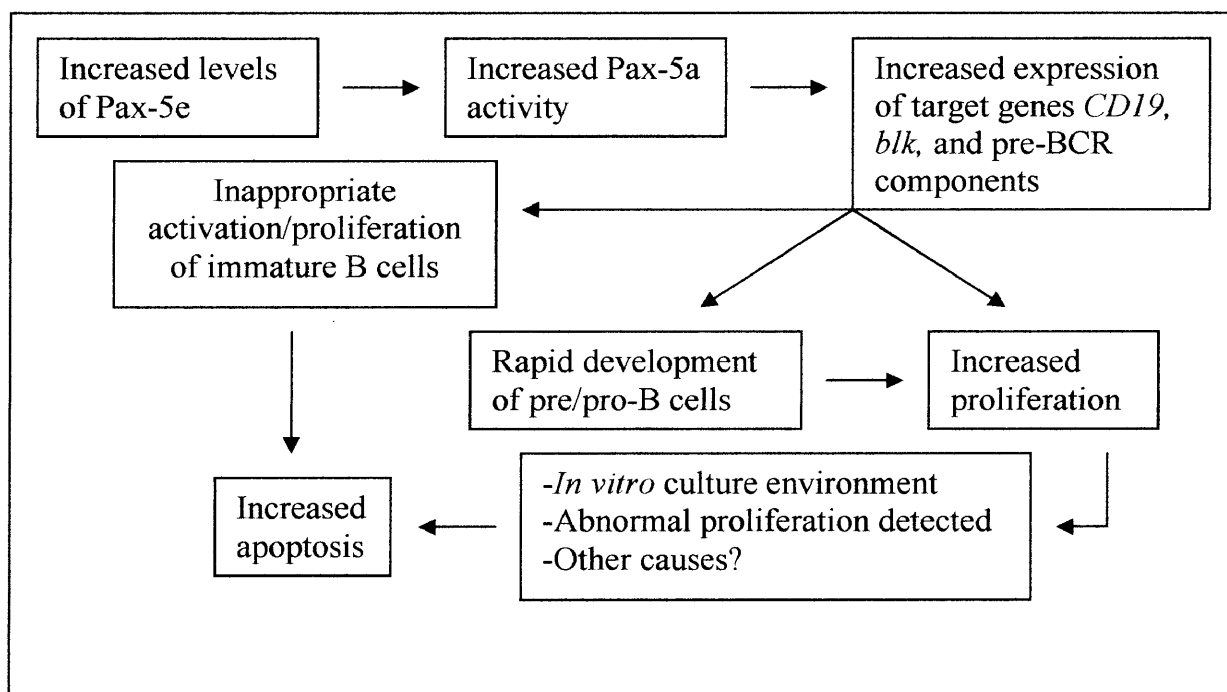 Increased levels
of Pax-5e
Increased Pax-5a
activity
Increased expression
of target genes CD19,
blk, and pre-BCR
components
Inappropriate
activation/proliferation
of immature B cells
Rapid development
of pre/pro-B cells
Increased
proliferation
Increased
apoptosis
-In vitro culture environment
-Abnormal proliferation detected
-Other causes?